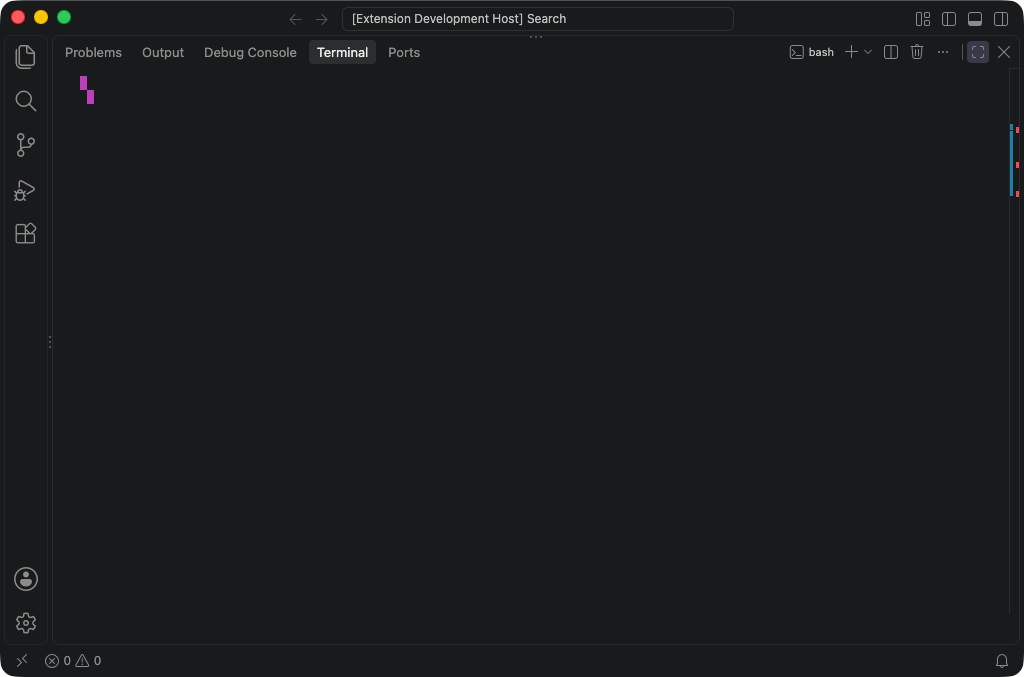 [Extension Development Host] Search
Problems Output Debug Console Terminal Ports bash
0 0